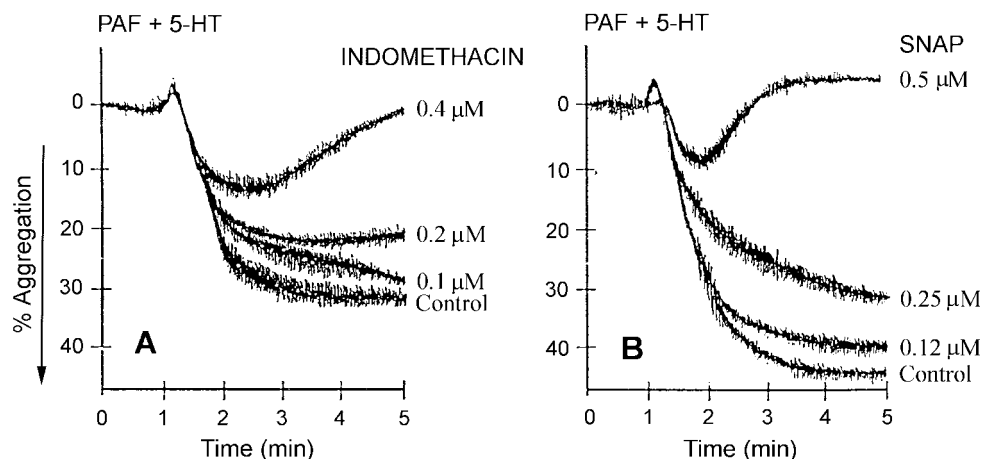 PAF + 5-HT
INDOMETHACIN
0.4 µM
0
10
20
30
40
% Aggregation
0.2 µM
0.1 µM
Control
A
0 1 2 3 4 5
Time (min)
PAF + 5-HT
SNAP
0.5 µM
0
10
20
30
40
0.25 µM
0.12 µM
Control
B
0 1 2 3 4 5
Time (min)